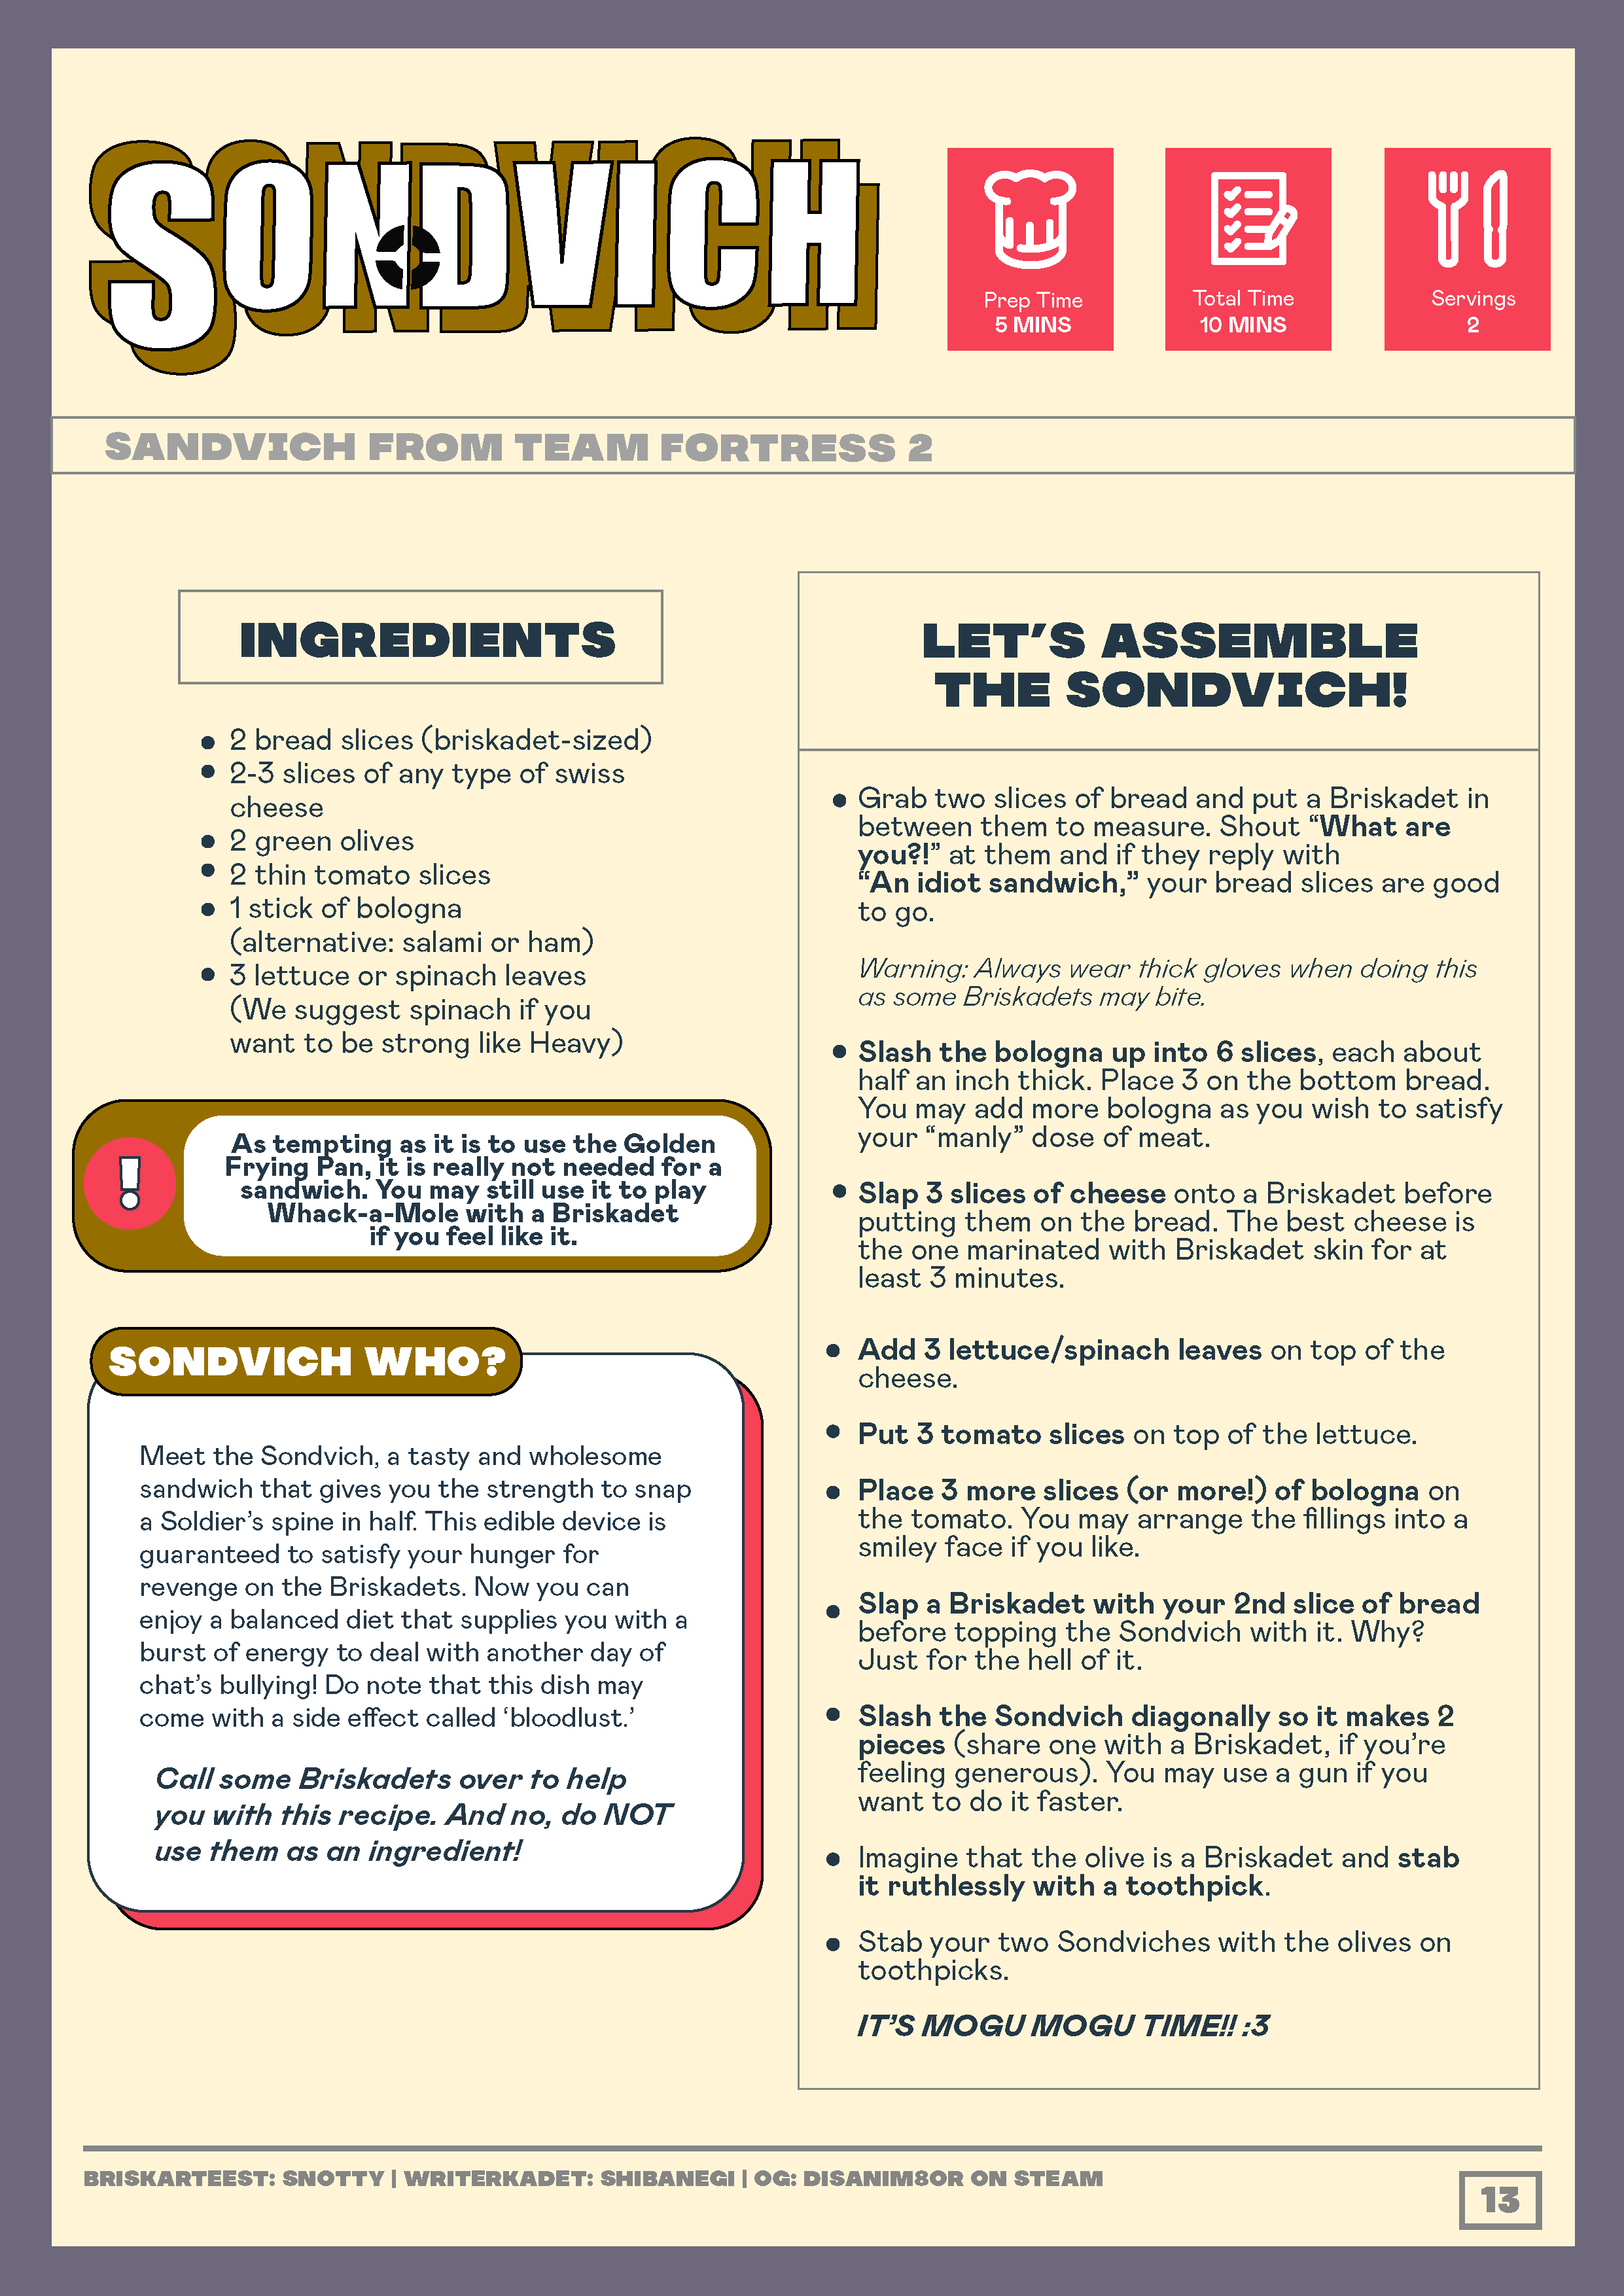 SONDVICH
Prep Time
5 MINS
Total Time
10 MINS
Servings
2
SANDVICH FROM TEAM FORTRESS 2
INGREDIENTS
2 bread slices (briskadet-sized)
2-3 slices of any type of swiss
cheese
2 green olives
2 thin tomato slices
1 stick of bologna
(alternative: salami or ham)
3 lettuce or spinach leaves
(We suggest spinach if you
want to be strong like Heavy)
!
As tempting as it is to use the Golden
Frying Pan, it is really not needed for a
sandwich. You may still use it to play
Whack-a-Mole with a Briskadet
if you feel like it.
SONDVICH WHO?
Meet the Sondvich, a tasty and wholesome
sandwich that gives you the strength to snap
a Soldier’s spine in half. This edible device is
guaranteed to satisfy your hunger for
revenge on the Briskadets. Now you can
enjoy a balanced diet that supplies you with a
burst of energy to deal with another day of
chat’s bullying! Do note that this dish may
come with a side effect called ‘bloodlust.’
Call some Briskadets over to help
you with this recipe. And no, do NOT
use them as an ingredient!
LET’S ASSEMBLE
THE SONDVICH!
Grab two slices of bread and put a Briskadet in
between them to measure. Shout “What are
you?!” at them and if they reply with
“An idiot sandwich,” your bread slices are good
to go.
Warning: Always wear thick gloves when doing this
as some Briskadets may bite.
Slash the bologna up into 6 slices, each about
half an inch thick. Place 3 on the bottom bread.
You may add more bologna as you wish to satisfy
your “manly” dose of meat.
Slap 3 slices of cheese onto a Briskadet before
putting them on the bread. The best cheese is
the one marinated with Briskadet skin for at
least 3 minutes.
Add 3 lettuce/spinach leaves on top of the
cheese.
Put 3 tomato slices on top of the lettuce.
Place 3 more slices (or more!) of bologna on
the tomato. You may arrange the fillings into a
smiley face if you like.
Slap a Briskadet with your 2nd slice of bread
before topping the Sondvich with it. Why?
Just for the hell of it.
Slash the Sondvich diagonally so it makes 2
pieces (share one with a Briskadet, if you’re
feeling generous). You may use a gun if you
want to do it faster.
Imagine that the olive is a Briskadet and stab
it ruthlessly with a toothpick.
Stab your two Sondviches with the olives on
toothpicks.
IT’S MOGU MOGU TIME!! :3
BRISKARTEEST: SNOTTY | WRITERKADET: SHIBANEGI | OG: DISANIM8OR ON STEAM
13